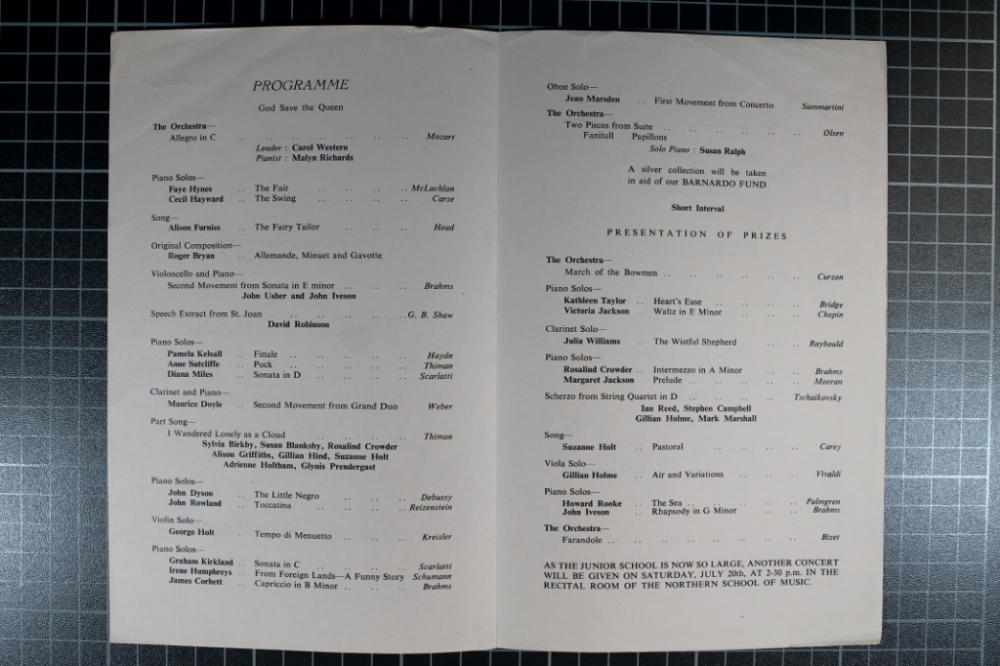 PROGRAMME
God Save the Queen
The Orchestra—
Allegro in C .. .. .. .. .. .. .. Mozart
Leader : Carol Western
Pianist : Malyn Richards
Piano Solos—
Faye Hynes .. The Fair .. .. .. .. McLachlan
Cecil Hayward .. The Swing .. .. .. .. Carse
Song—
Alison Furniss .. The Fairy Tailor .. .. .. Head
Original Composition—
Roger Bryan .. Allemande, Minuet and Gavotte
Violoncello and Piano—
Second Movement from Sonata in E minor .. .. .. Brahms
John Usher and John Iveson
Speech Extract from St. Joan .. .. .. .. .. G. B. Shaw
David Robinson
Piano Solos—
Pamela Kelsall .. Finale .. .. .. .. Haydn
Anne Sutcliffe .. Puck .. .. .. .. Thiman
Diana Miles .. Sonata in D .. .. .. .. Scarlatti
Clarinet and Piano—
Maurice Doyle .. Second Movement from Grand Duo Weber
Part Song—
I Wandered Lonely as a Cloud .. .. .. .. Thiman
Sylvia Birkby, Susan Blanksby, Rosalind Crowder
Alison Griffiths, Gillian Hind, Suzanne Holt
Adrienne Holtham, Glynis Prendergast
Piano Solos—
John Dyson .. The Little Negro .. .. .. Debussy
John Rowland .. Toccatina .. .. .. .. Reizenstein
Violin Solo—
George Holt .. Tempo di Menuetto .. .. .. Kreisler
Piano Solos—
Graham Kirkland .. Sonata in C .. .. .. Scarlatti
Irene Humphreys .. From Foreign Lands—A Funny Story Schumann
James Corbett .. Capriccio in B Minor .. .. .. Brahms
Oboe Solo—
Jean Marsden .. First Movement from Concerto Sammartini
The Orchestra—
Two Pieces from Suite .. .. .. .. .. Olsen
Fanitull Papillons
Solo Piano : Susan Ralph
A silver collection will be taken
in aid of our BARNARDO FUND
Short Interval
PRESENTATION OF PRIZES
The Orchestra—
March of the Bowmen .. .. .. .. .. Curzon
Piano Solos—
Kathleen Taylor .. Heart's Ease .. .. .. Bridge
Victoria Jackson .. Waltz in E Minor .. .. .. Chopin
Clarinet Solo—
Julia Williams .. The Wistful Shepherd .. .. Raybould
Piano Solos—
Rosalind Crowder .. Intermezzo in A Minor .. .. Brahms
Margaret Jackson .. Prelude .. .. .. .. Moeran
Scherzo from String Quartet in D .. .. .. .. Tschaikovsky
Ian Reed, Stephen Campbell
Gillian Holme, Mark Marshall
Song—
Suzanne Holt .. Pastoral .. .. .. .. Carey
Viola Solo—
Gillian Holme .. Air and Variations .. .. .. Vivaldi
Piano Solos—
Howard Rooke .. The Sea .. .. .. .. Palmgren
John Iveson .. Rhapsody in G Minor .. .. .. Brahms
The Orchestra—
Farandole .. .. .. .. .. .. .. Bizet
AS THE JUNIOR SCHOOL IS NOW SO LARGE, ANOTHER CONCERT
WILL BE GIVEN ON SATURDAY, JULY 20th, AT 2-30 p.m. IN THE
RECITAL ROOM OF THE NORTHERN SCHOOL OF MUSIC.